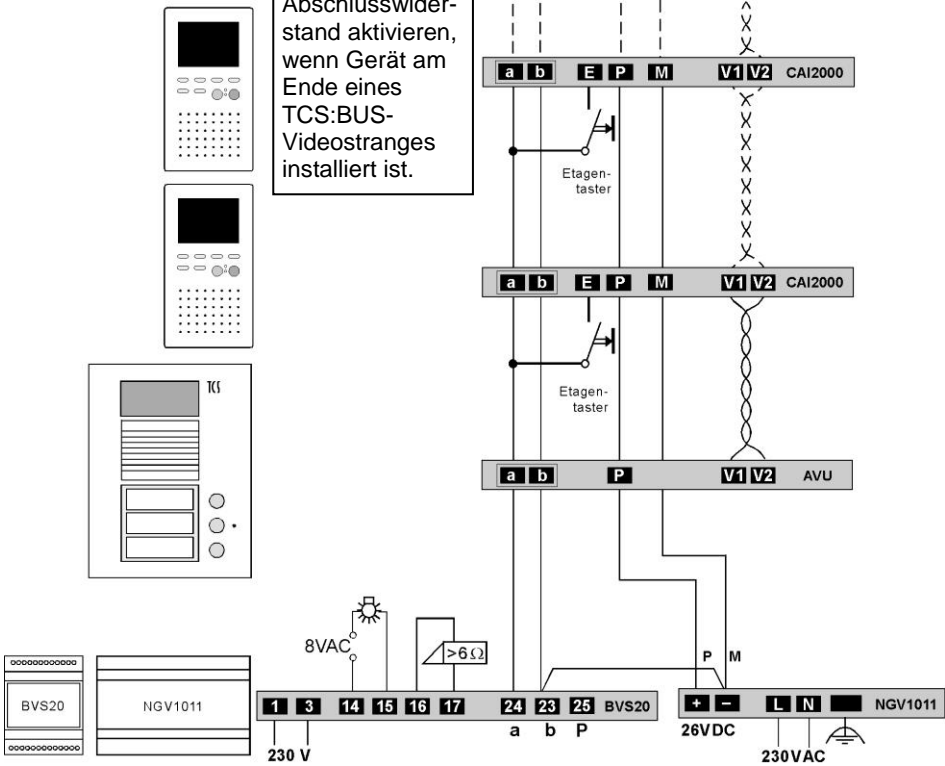 Abschlusswider-
stand aktivieren,
wenn Gerät am
Ende eines
TCS:BUS-
Videostranges
installiert ist.
a b E P M V1 V2 CAI2000
Etagen-
taster
a b E P M V1 V2 CAI2000
Etagen-
taster
TCS
a b P V1 V2 AVU
8VAC
>6Ω
P M
BVS20
NGV1011
1 3 14 15 16 17 24 23 25 BVS20
a b P
230 V
+ − L N NGV1011
26VDC
230VAC